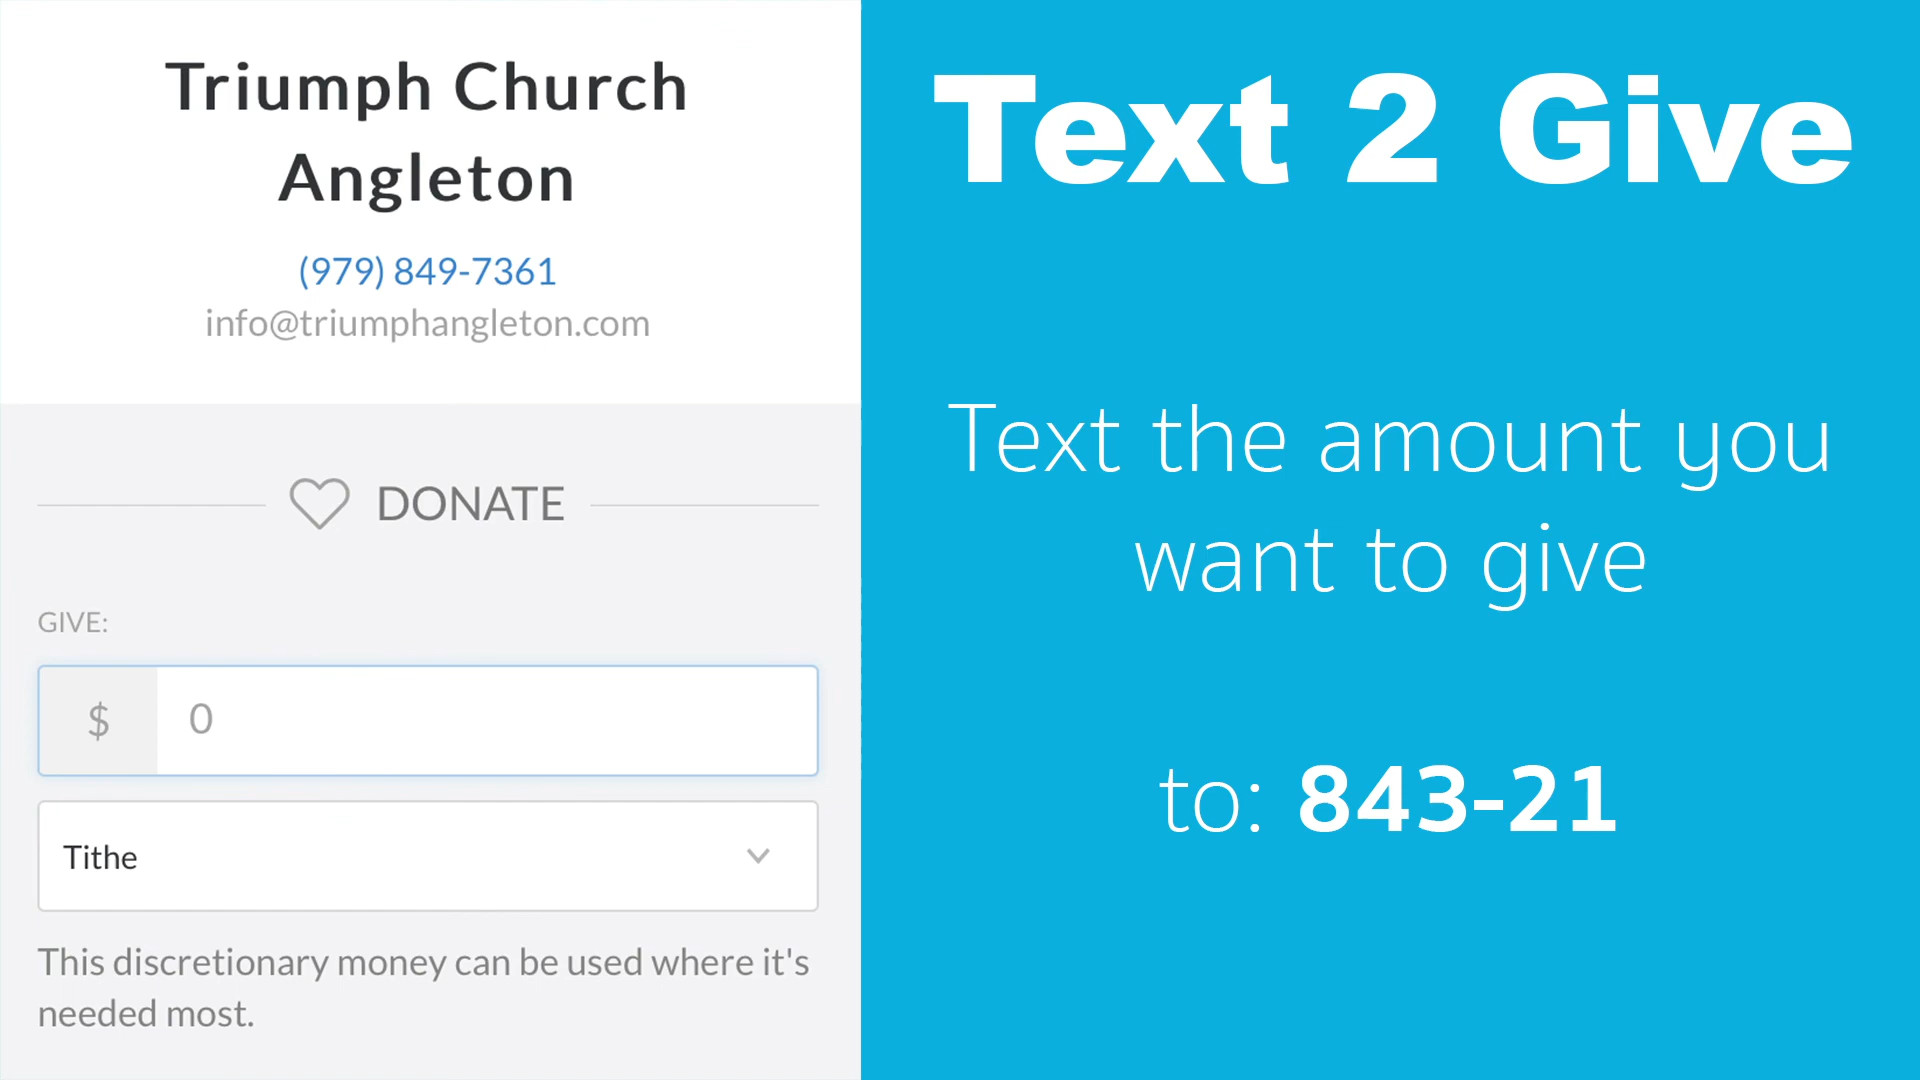 Triumph Church
Angleton
(979) 849-7361
info@triumphangleton.com
DONATE
GIVE:
$ 0
Tithe
This discretionary money can be used where it's
needed most.
Text 2 Give
Text the amount you
want to give
to: 843-21